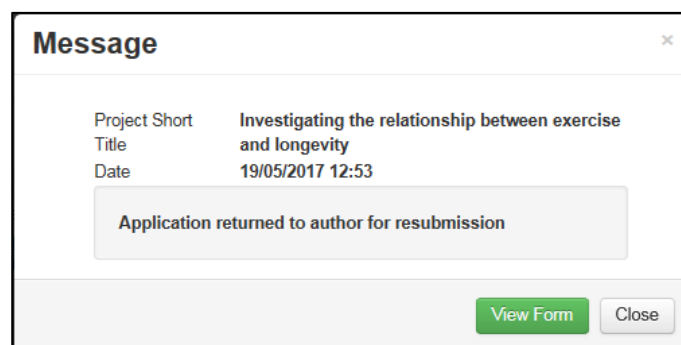 Message
×
Project Short Investigating the relationship between exercise
Title and longevity
Date 19/05/2017 12:53
Application returned to author for resubmission
View Form Close